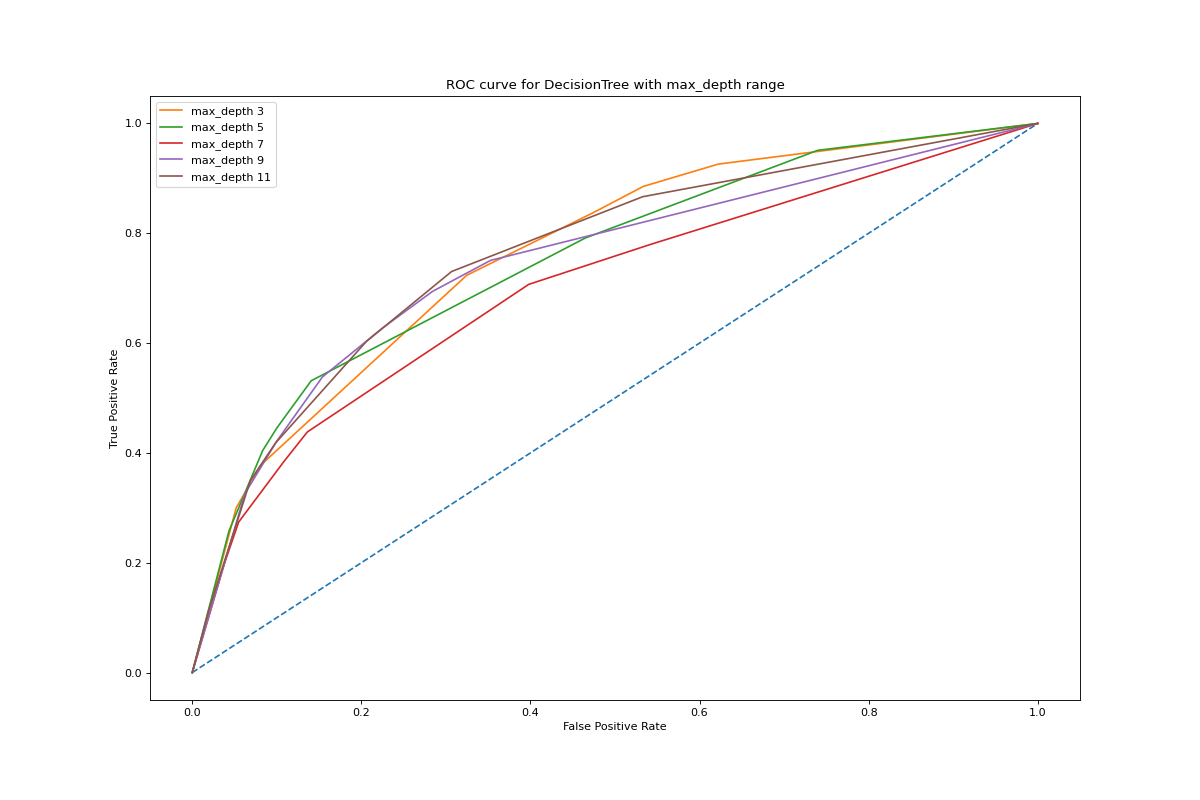 ROC curve for DecisionTree with max_depth range
max_depth 3
max_depth 5
max_depth 7
max_depth 9
max_depth 11
1.0
0.8
0.6
0.4
0.2
0.0
True Positive Rate
0.0 0.2 0.4 0.6 0.8 1.0
False Positive Rate